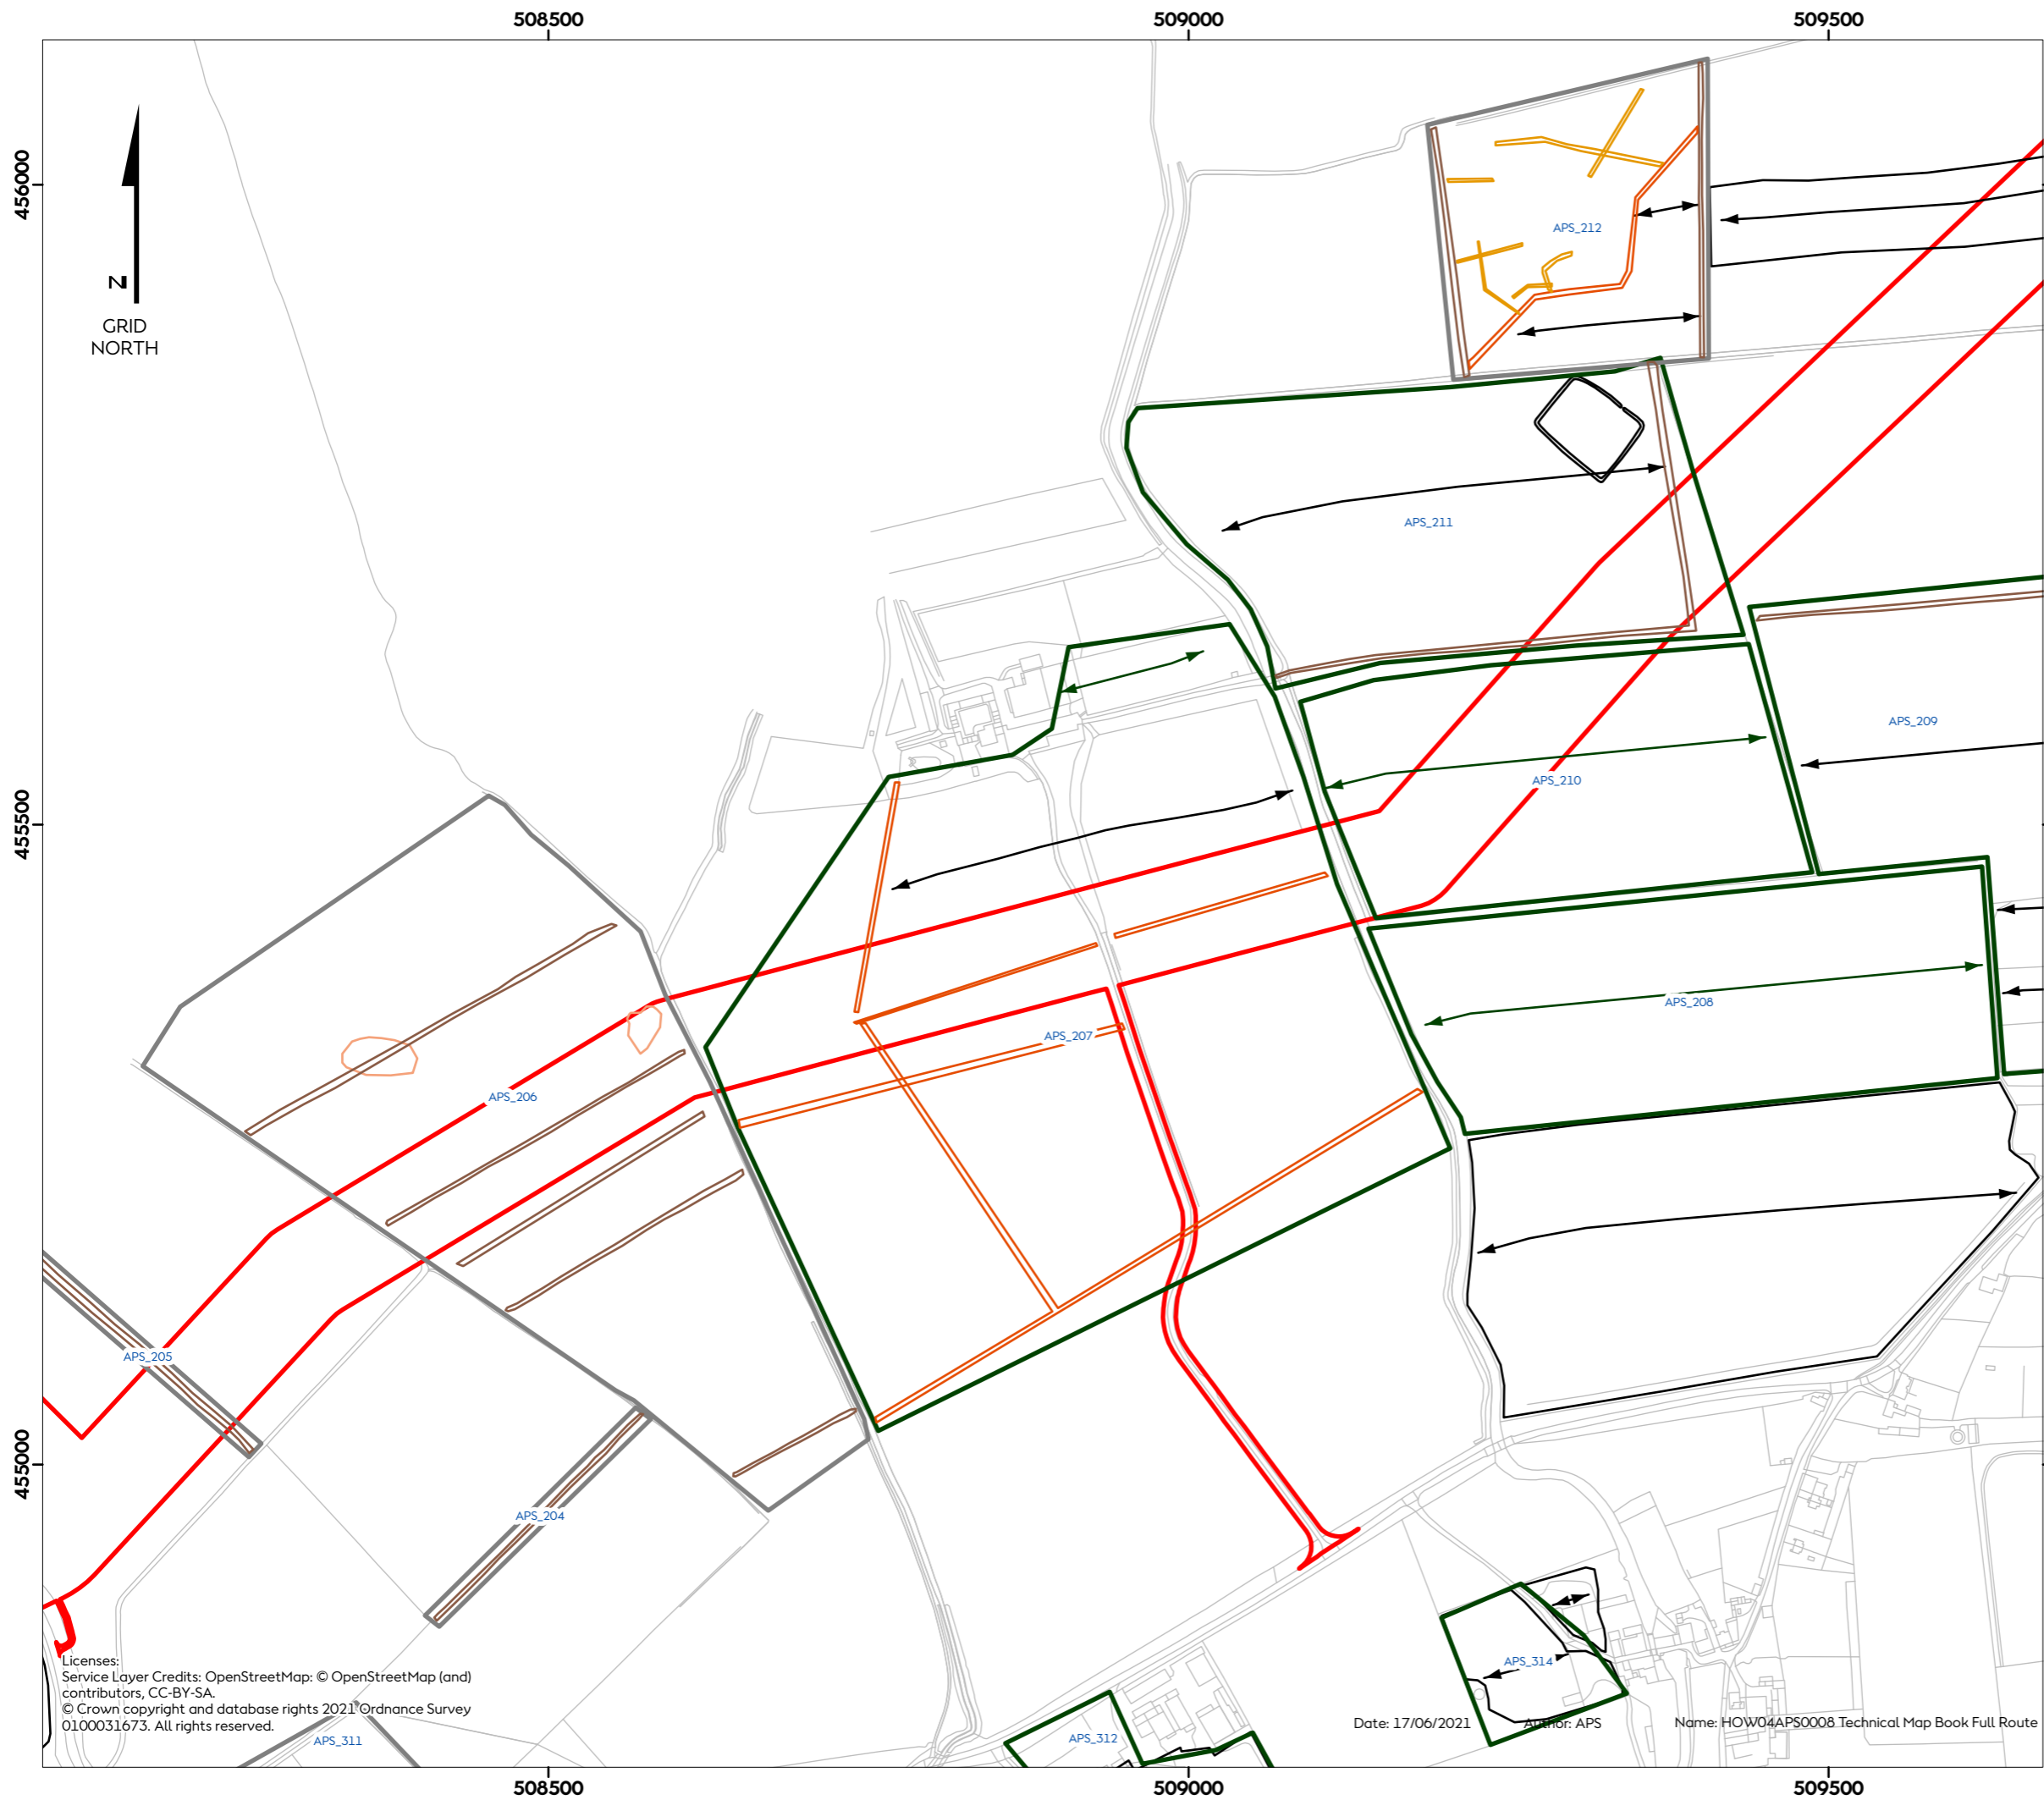 508500
509000
509500
456000
455500
455000
N
GRID
NORTH
APS_212
APS_211
APS_209
APS_210
APS_208
APS_207
APS_206
APS_205
APS_204
APS_314
APS_312
APS_311
Licenses:
Service Layer Credits: OpenStreetMap: © OpenStreetMap (and)
contributors, CC-BY-SA.
© Crown copyright and database rights 2021 Ordnance Survey
0100031673. All rights reserved.
Date: 17/06/2021
Author: APS
Name: HOW04APS0008 Technical Map Book Full Route
508500
509000
509500